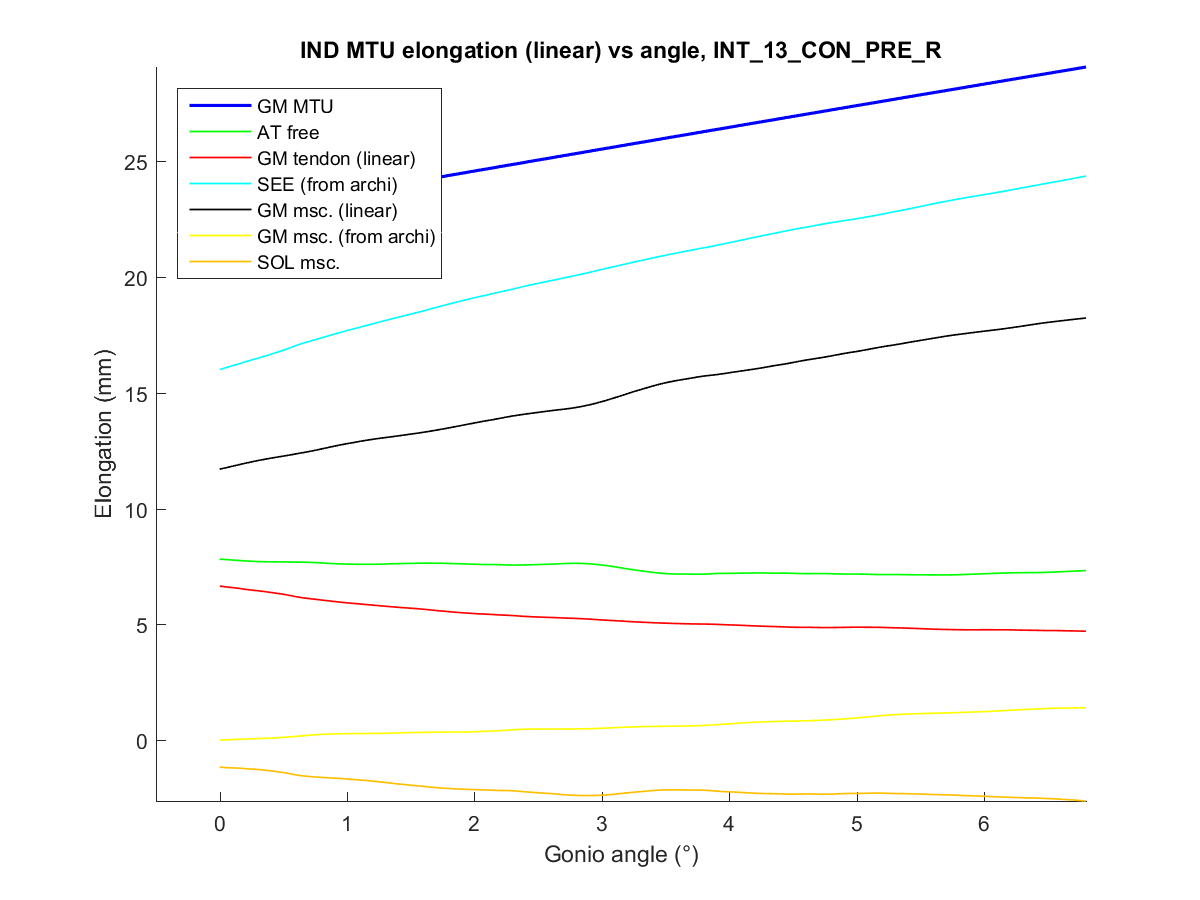 IND MTU elongation (linear) vs angle, INT_13_CON_PRE_R
GM MTU
AT free
GM tendon (linear)
SEE (from archi)
GM msc. (linear)
GM msc. (from archi)
SOL msc.
25
20
15
10
5
0
Elongation (mm)
0 1 2 3 4 5 6
Gonio angle (°)